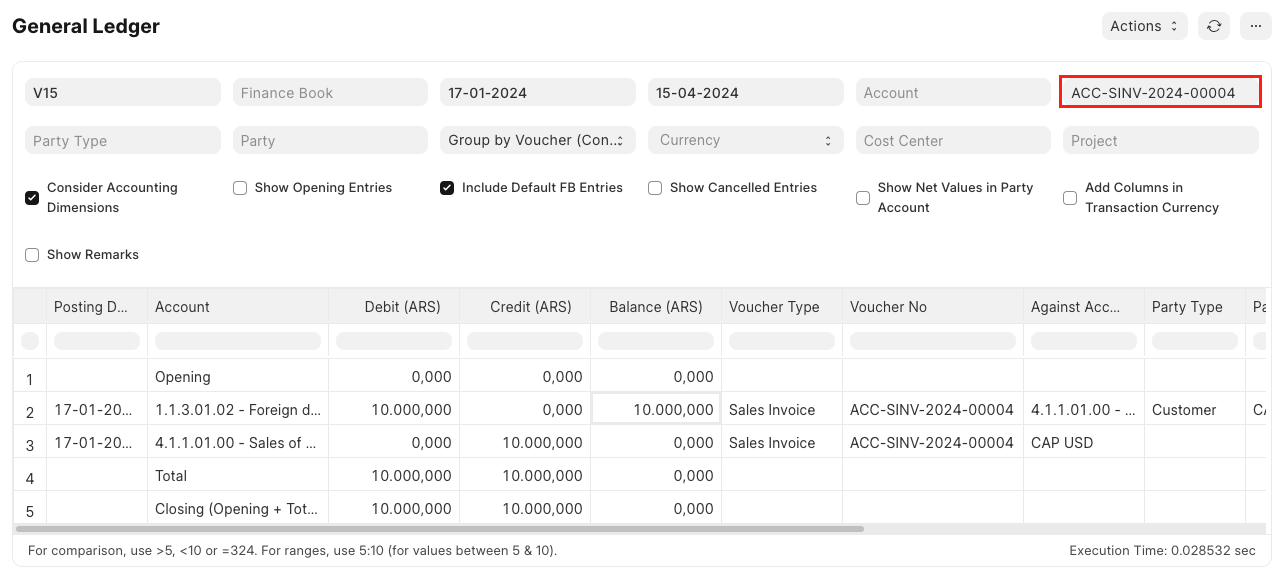 General Ledger
Actions
...
V15 Finance Book 17-01-2024 15-04-2024 Account ACC-SINV-2024-00004
Party Type Party Group by Voucher (Con... Currency Cost Center Project
Consider Accounting Dimensions Show Opening Entries Include Default FB Entries Show Cancelled Entries Show Net Values in Party Account Add Columns in Transaction Currency
Show Remarks
Posting D... Account Debit (ARS) Credit (ARS) Balance (ARS) Voucher Type Voucher No Against Acc... Party Type Pa
1 Opening 0,000 0,000 0,000
2 17-01-20... 1.1.3.01.02 - Foreign d... 10.000,000 0,000 10.000,000 Sales Invoice ACC-SINV-2024-00004 4.1.1.01.00 - ... Customer CA
3 17-01-20... 4.1.1.01.00 - Sales of ... 0,000 10.000,000 0,000 Sales Invoice ACC-SINV-2024-00004 CAP USD
4 Total 10.000,000 10.000,000 0,000
5 Closing (Opening + Tot... 10.000,000 10.000,000 0,000
For comparison, use >5, <10 or =324. For ranges, use 5:10 (for values between 5 & 10). Execution Time: 0.028532 sec